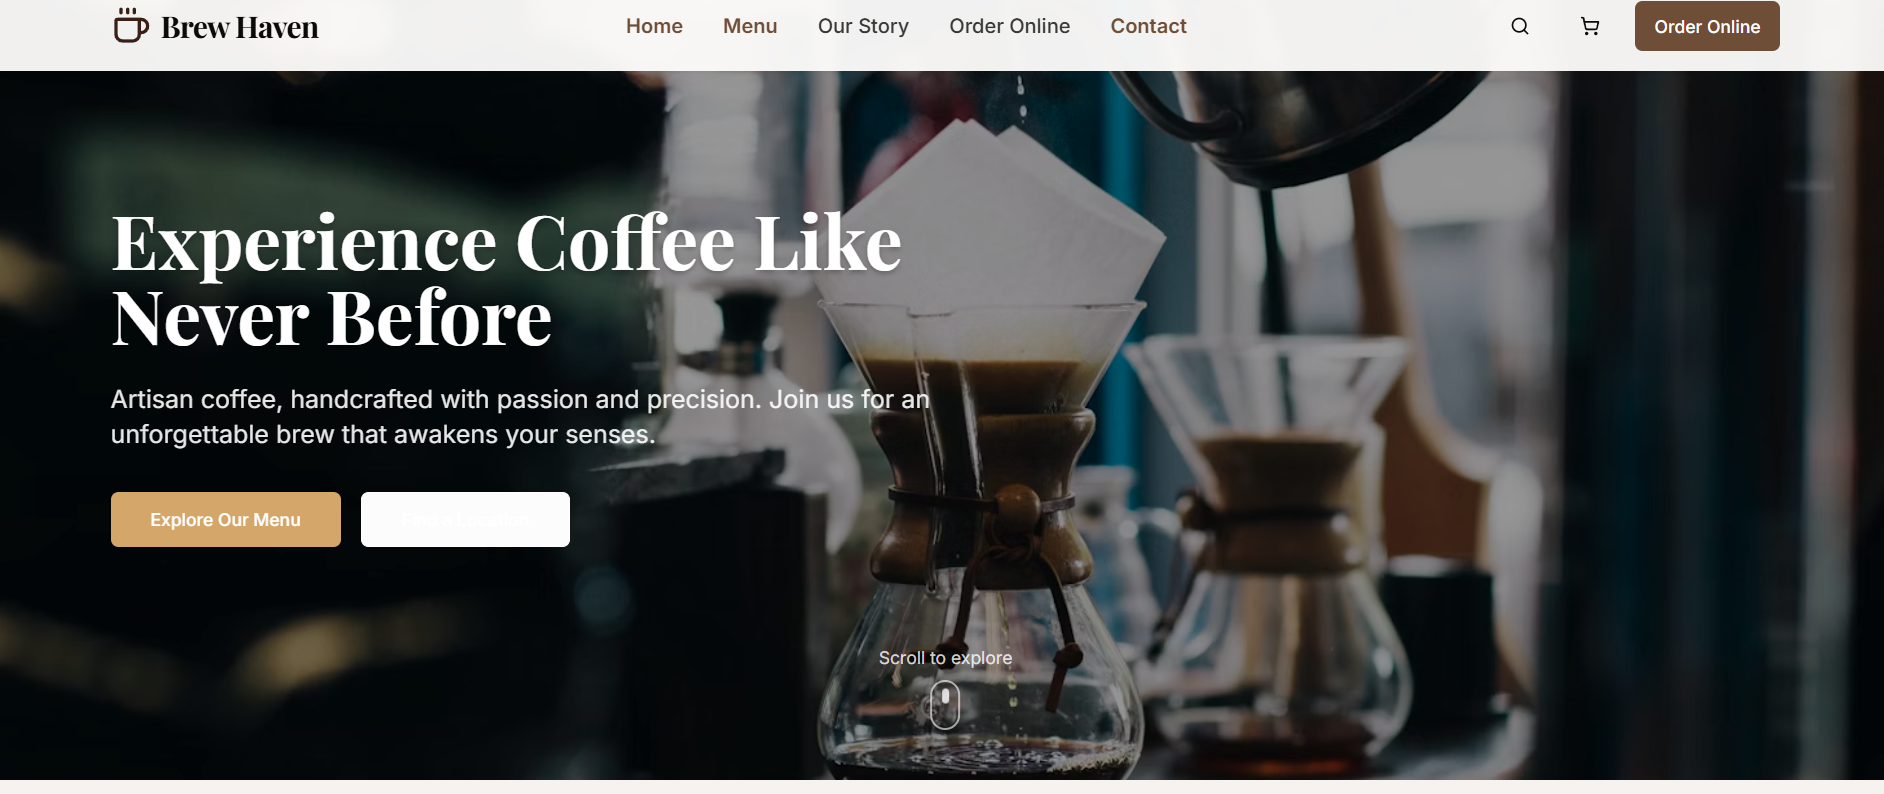 Brew Haven
Home
Menu
Our Story
Order Online
Contact
Order Online
Experience Coffee Like
Never Before
Artisan coffee, handcrafted with passion and precision. Join us for an
unforgettable brew that awakens your senses.
Explore Our Menu
Find a Location
Scroll to explore